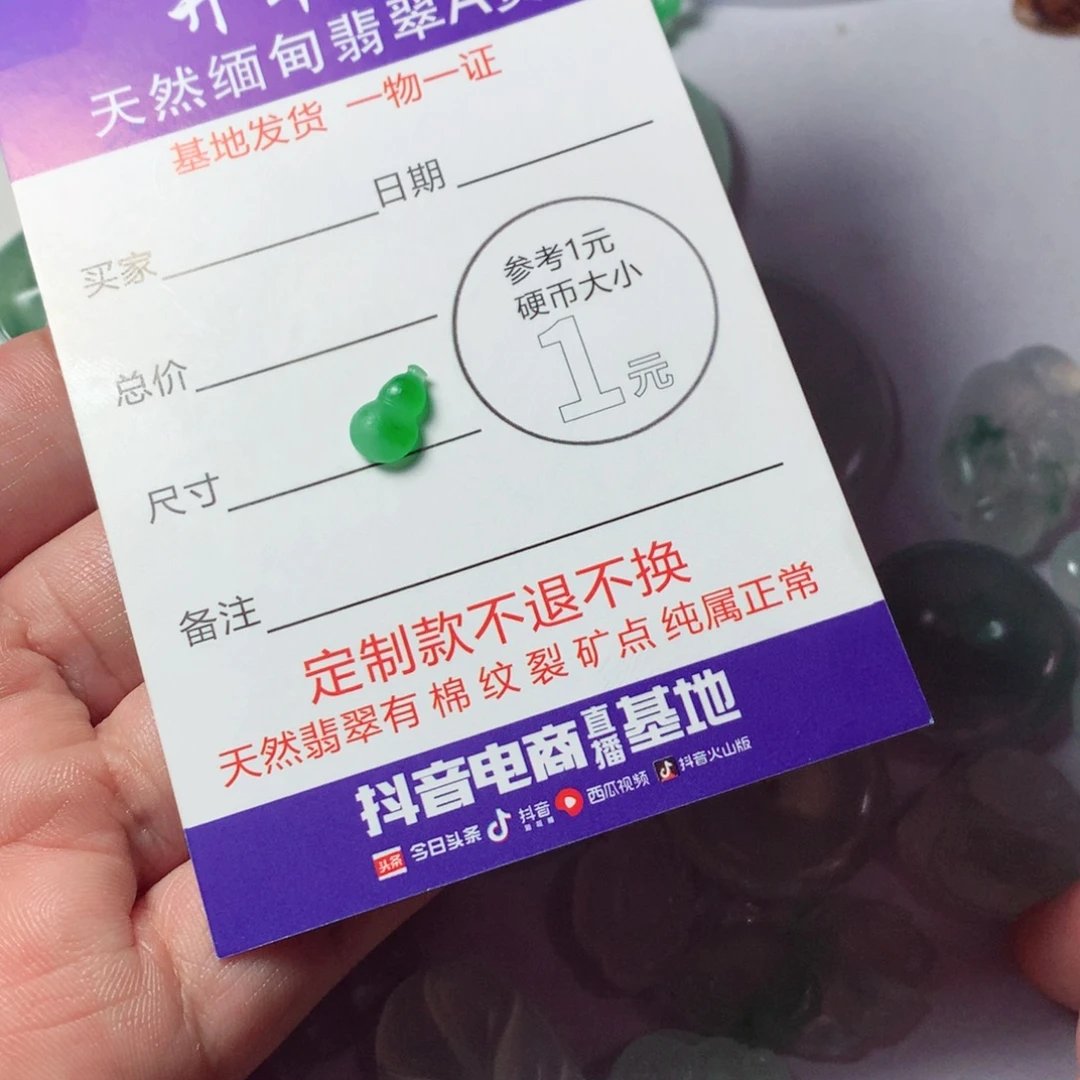 天然缅甸翡翠A货
基地发货 一物一证
日期
买家
参考1元
硬币大小
1元
总价
尺寸
备注
定制款不退不换
天然翡翠有 棉 纹 裂 矿 点 纯属正常
抖音电商直播基地
头条 今日头条 抖音 西瓜视频 抖音火山版